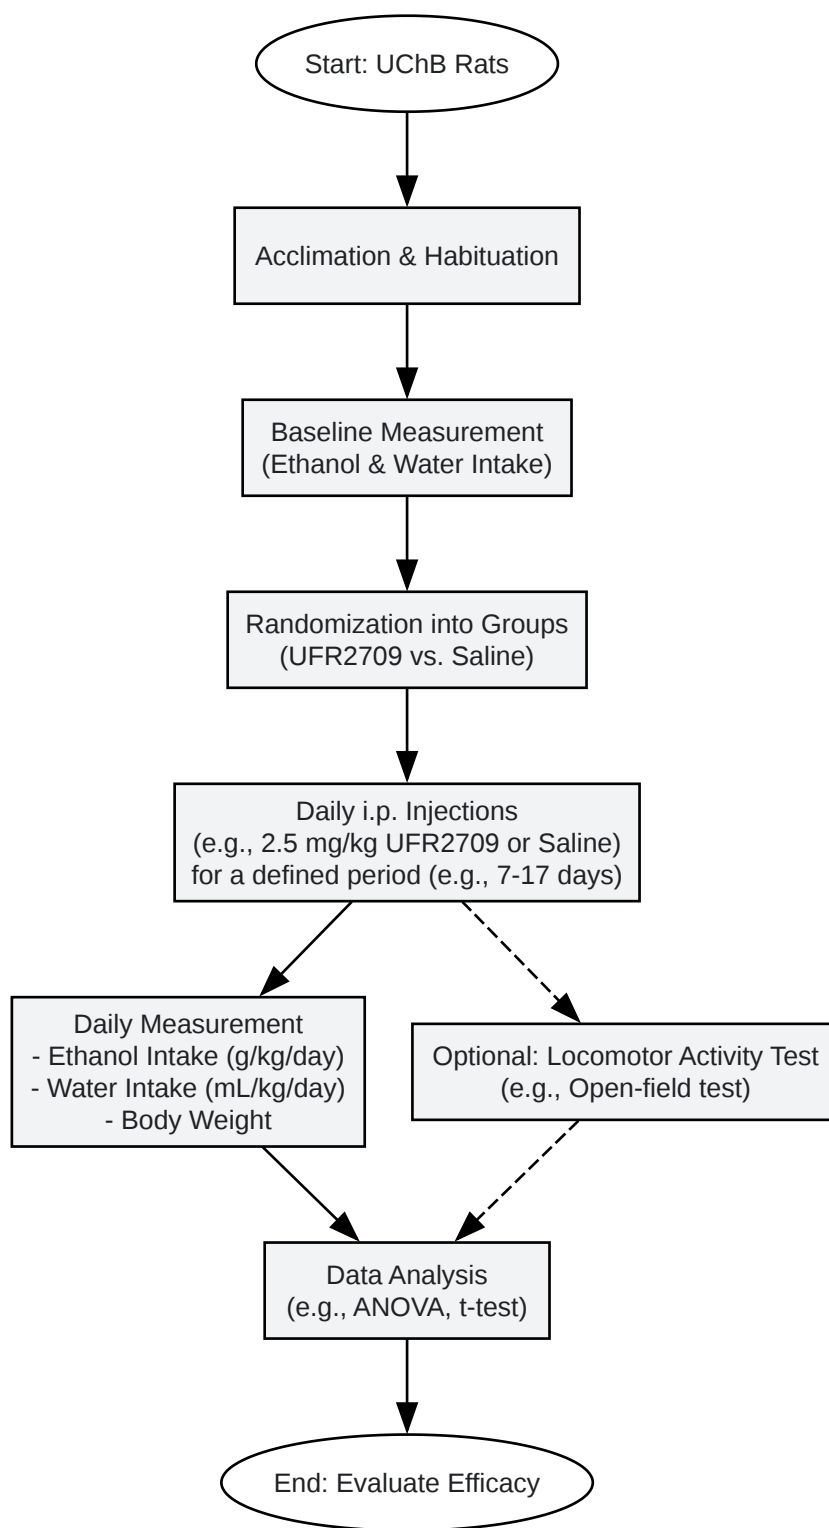 Start: UChB Rats
Acclimation & Habituation
Baseline Measurement
(Ethanol & Water Intake)
Randomization into Groups
(UFR2709 vs. Saline)
Daily i.p. Injections
(e.g., 2.5 mg/kg UFR2709 or Saline)
for a defined period (e.g., 7-17 days)
Daily Measurement
- Ethanol Intake (g/kg/day)
- Water Intake (mL/kg/day)
- Body Weight
Optional: Locomotor Activity Test
(e.g., Open-field test)
Data Analysis
(e.g., ANOVA, t-test)
End: Evaluate Efficacy